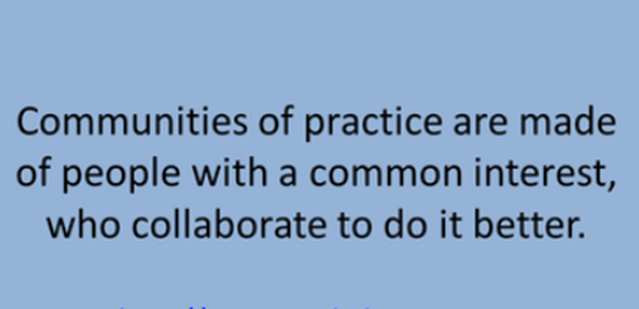 Communities of practice are made
of people with a common interest,
who collaborate to do it better.